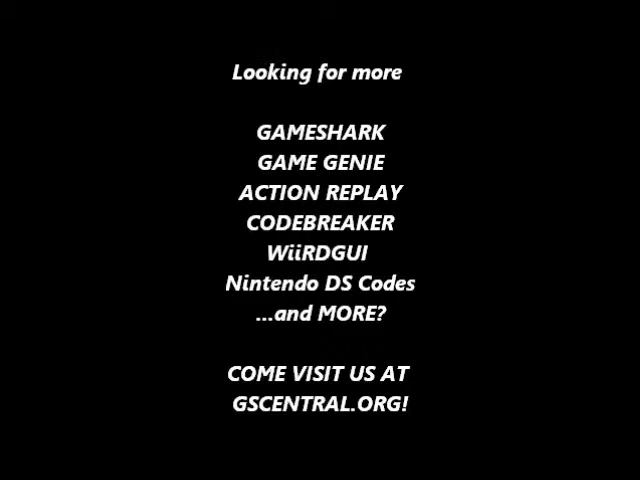 Looking for more
GAMESHARK
GAME GENIE
ACTION REPLAY
CODEBREAKER
WiiRDGUI
Nintendo DS Codes
...and MORE?
COME VISIT US AT
GSCENTRAL.ORG!